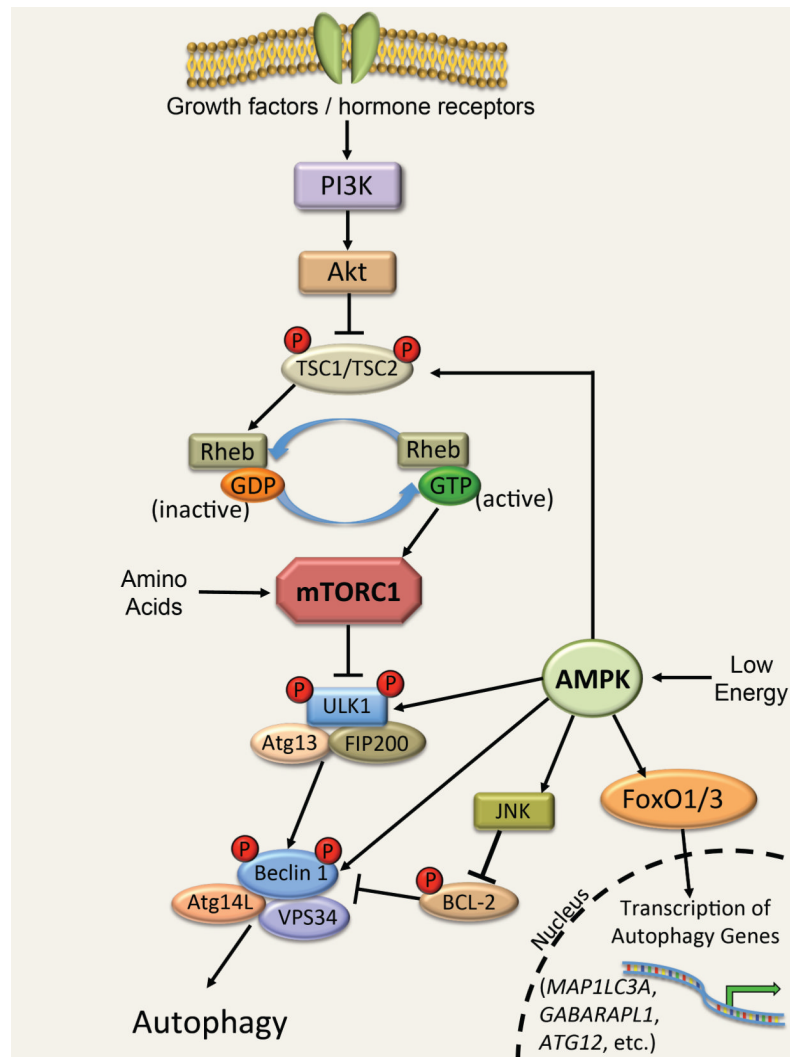 Growth factors / hormone receptors
PI3K
Akt
P
P
TSC1/TSC2
Rheb
Rheb
GDP
GTP
(inactive)
(active)
Amino
Acids
mTORC1
AMPK
Low
Energy
P
P
ULK1
Atg13
FIP200
JNK
FoxO1/3
P
P
Beclin 1
P
Atg14L
VPS34
BCL-2
Nucleus
Transcription of
Autophagy Genes
(MAP1LC3A,
GABARAPL1,
ATG12, etc.)
Autophagy